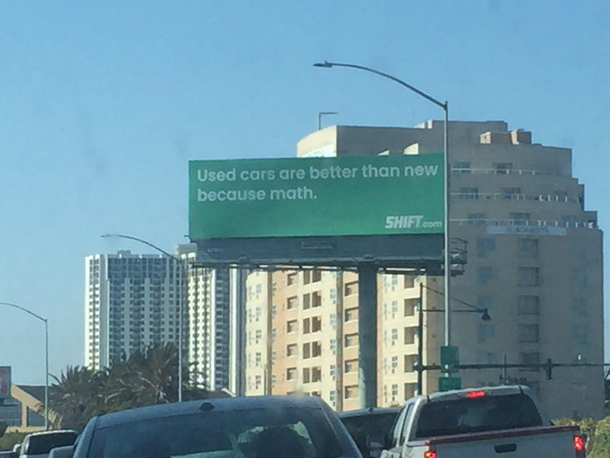 Used cars are better than new
because math.
SHIFT.com